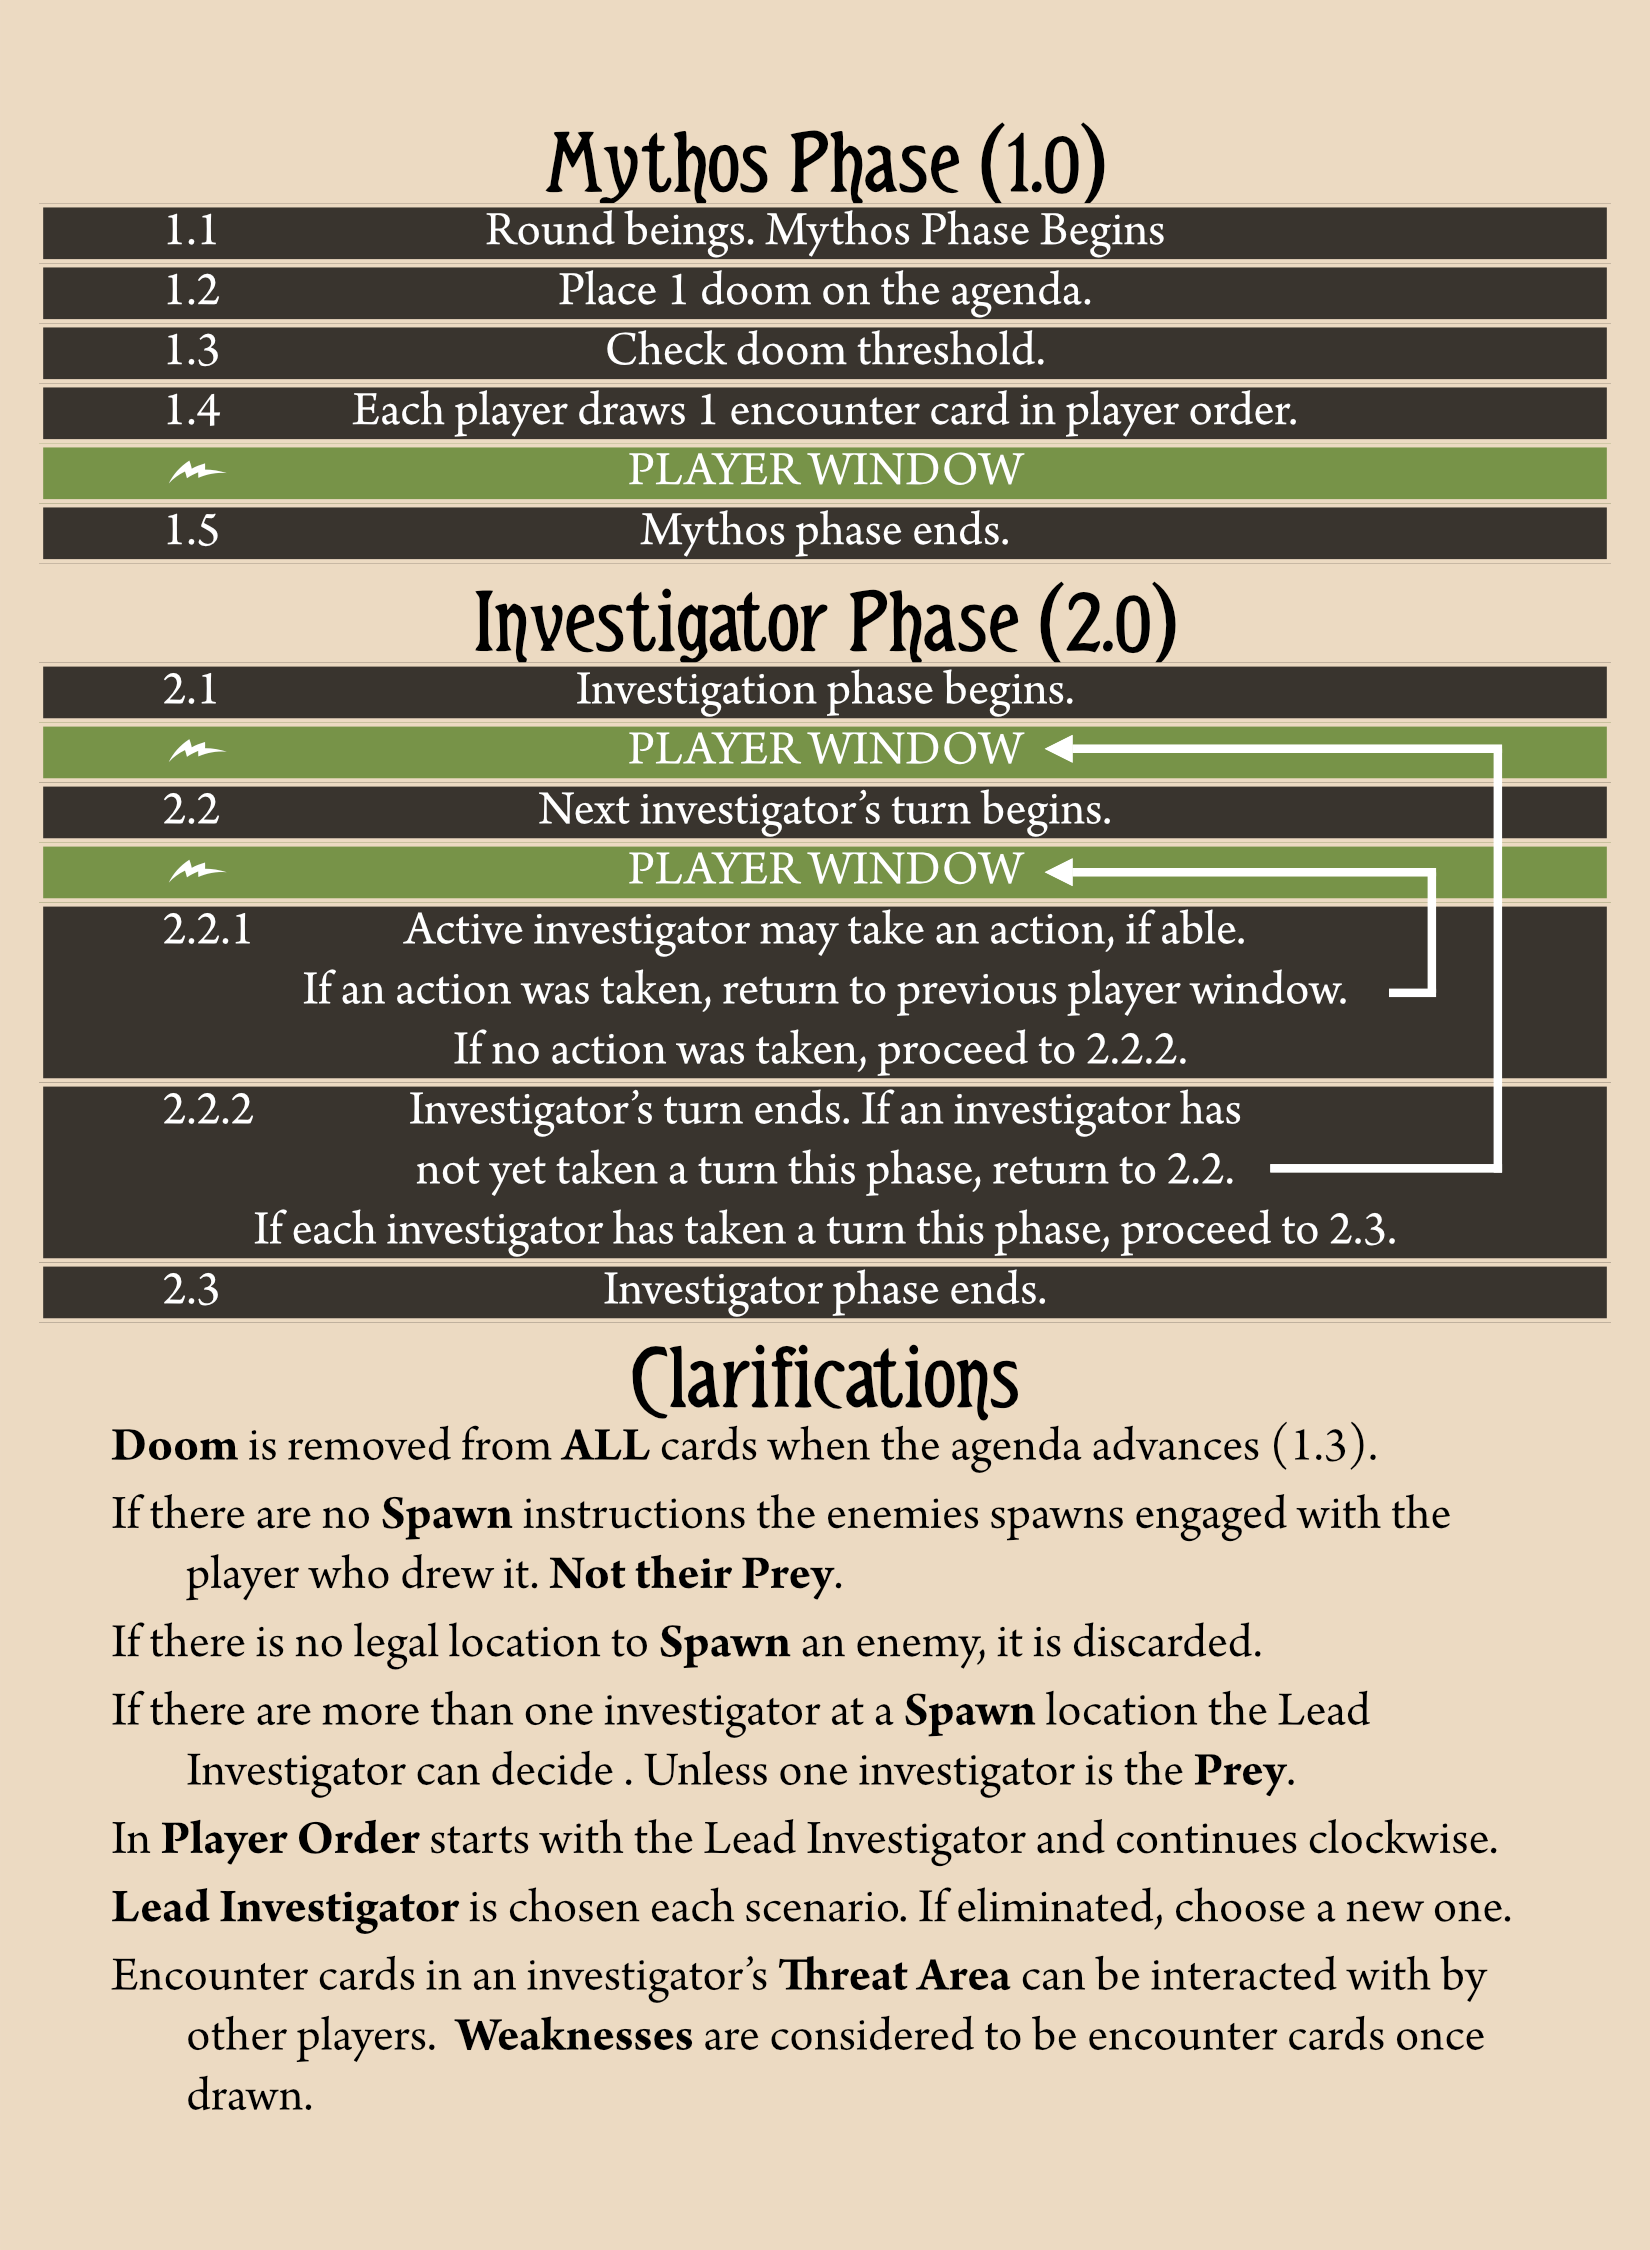 Mythos Phase (1.0)
1.1 Round beings. Mythos Phase Begins
1.2 Place 1 doom on the agenda.
1.3 Check doom threshold.
1.4 Each player draws 1 encounter card in player order.
PLAYER WINDOW
1.5 Mythos phase ends.
Investigator Phase (2.0)
2.1 Investigation phase begins.
PLAYER WINDOW
2.2 Next investigator’s turn begins.
PLAYER WINDOW
2.2.1 Active investigator may take an action, if able.
If an action was taken, return to previous player window.
If no action was taken, proceed to 2.2.2.
2.2.2 Investigator’s turn ends. If an investigator has
not yet taken a turn this phase, return to 2.2.
If each investigator has taken a turn this phase, proceed to 2.3.
2.3 Investigator phase ends.
Clarifications
Doom is removed from ALL cards when the agenda advances (1.3).
If there are no Spawn instructions the enemies spawns engaged with the
player who drew it. Not their Prey.
If there is no legal location to Spawn an enemy, it is discarded.
If there are more than one investigator at a Spawn location the Lead
Investigator can decide . Unless one investigator is the Prey.
In Player Order starts with the Lead Investigator and continues clockwise.
Lead Investigator is chosen each scenario. If eliminated, choose a new one.
Encounter cards in an investigator’s Threat Area can be interacted with by
other players. Weaknesses are considered to be encounter cards once
drawn.